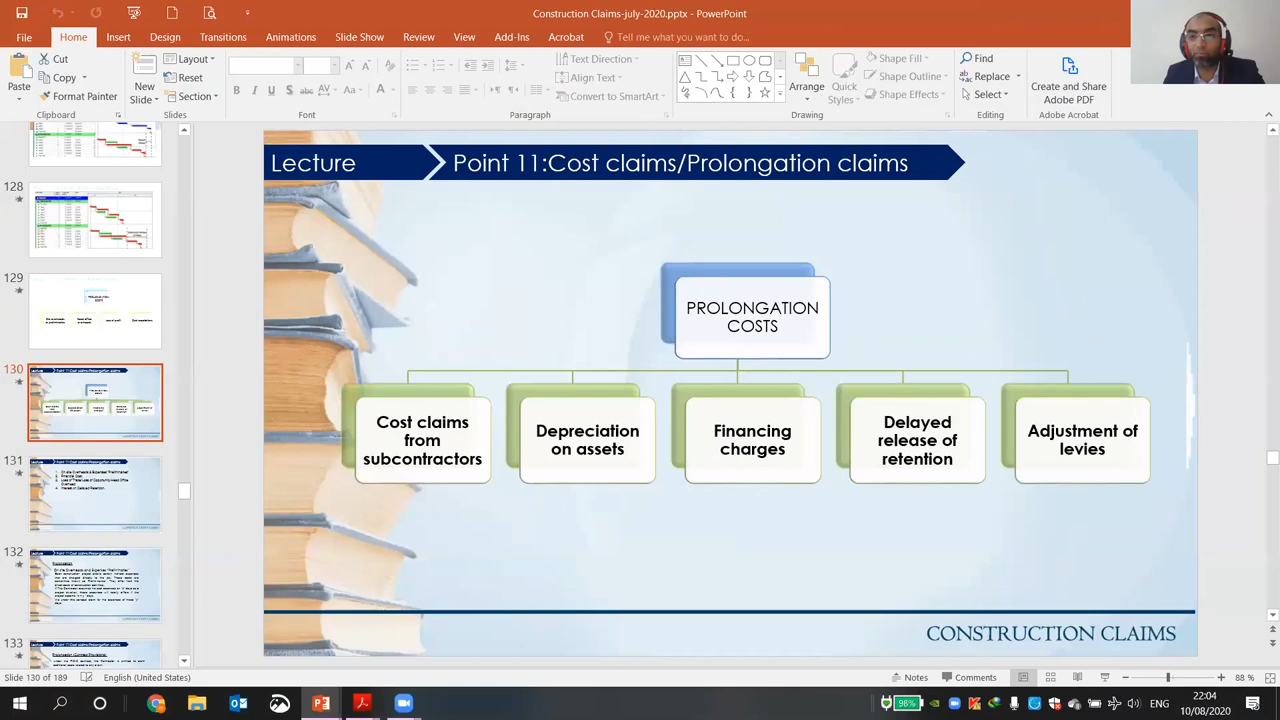 Construction-july-2020.pptx - PowerPoint
File Home Insert Design Transitions Animations Slide Show Review View Add-Ins Acrobat Tell me what you want to do...
Cut
Copy
Format Painter
Paste
Clipboard
New
Slide
Layout
Reset
Section
Slides
B I U S abc AV Aa A
Font
Text Direction
Align Text
Convert to SmartArt
Paragraph
Arrange
Quick
Styles
Shape Fill
Shape Outline
Shape Effects
Drawing
Find
Replace
Select
Editing
Create and Share
Adobe PDF
Adobe Acrobat
128
129
130
131
132
133
Lecture
Point 11:Cost claims/Prolongation claims
PROLONGATION
COSTS
Cost claims
from
subcontractors
Depreciation
on assets
Financing
charges
Delayed
release of
retention
Adjustment of
levies
CONSTRUCTION CLAIMS
Slide 130 of 189
English (United States)
Notes
Comments
88 %
98%
ENG
22:04
10/08/2020